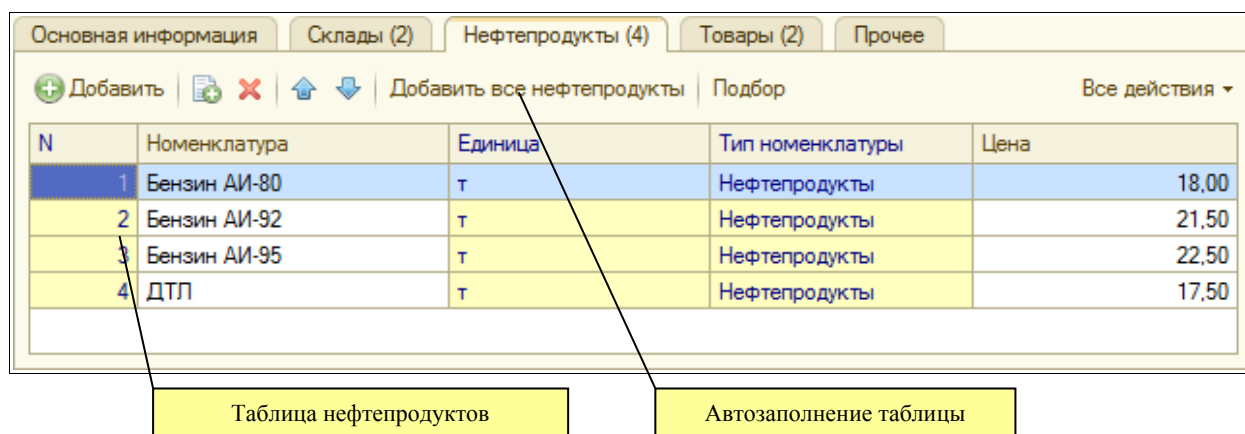 Основная информация Склады (2) Нефтепродукты (4) Товары (2) Прочее
Добавить Добавить все нефтепродукты Подбор Все действия
N Номенклатура Единица Тип номенклатуры Цена
1 Бензин АИ-80 т Нефтепродукты 18,00
2 Бензин АИ-92 т Нефтепродукты 21,50
3 Бензин АИ-95 т Нефтепродукты 22,50
4 ДТЛ т Нефтепродукты 17,50
Таблица нефтепродуктов Автозаполнение таблицы